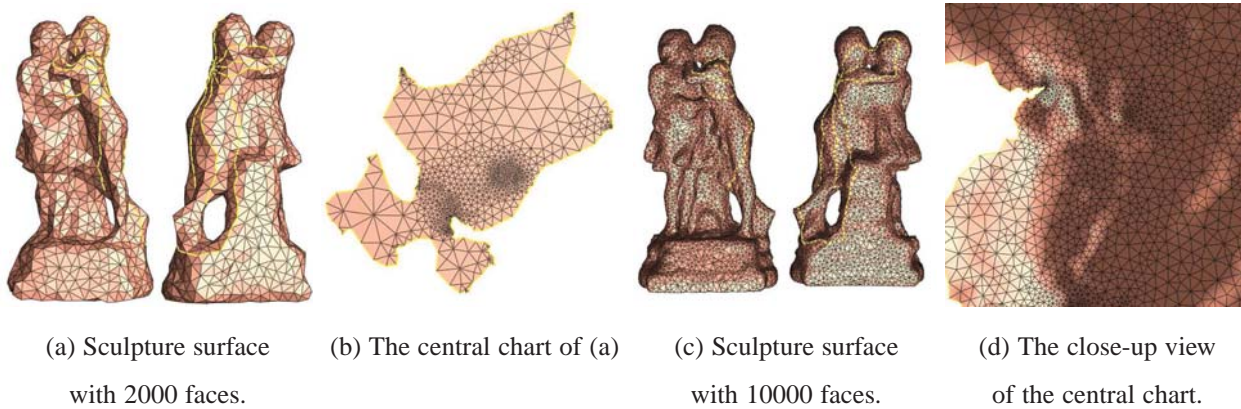 (a) Sculpture surface
with 2000 faces.
(b) The central chart of (a)
(c) Sculpture surface
with 10000 faces.
(d) The close-up view
of the central chart.